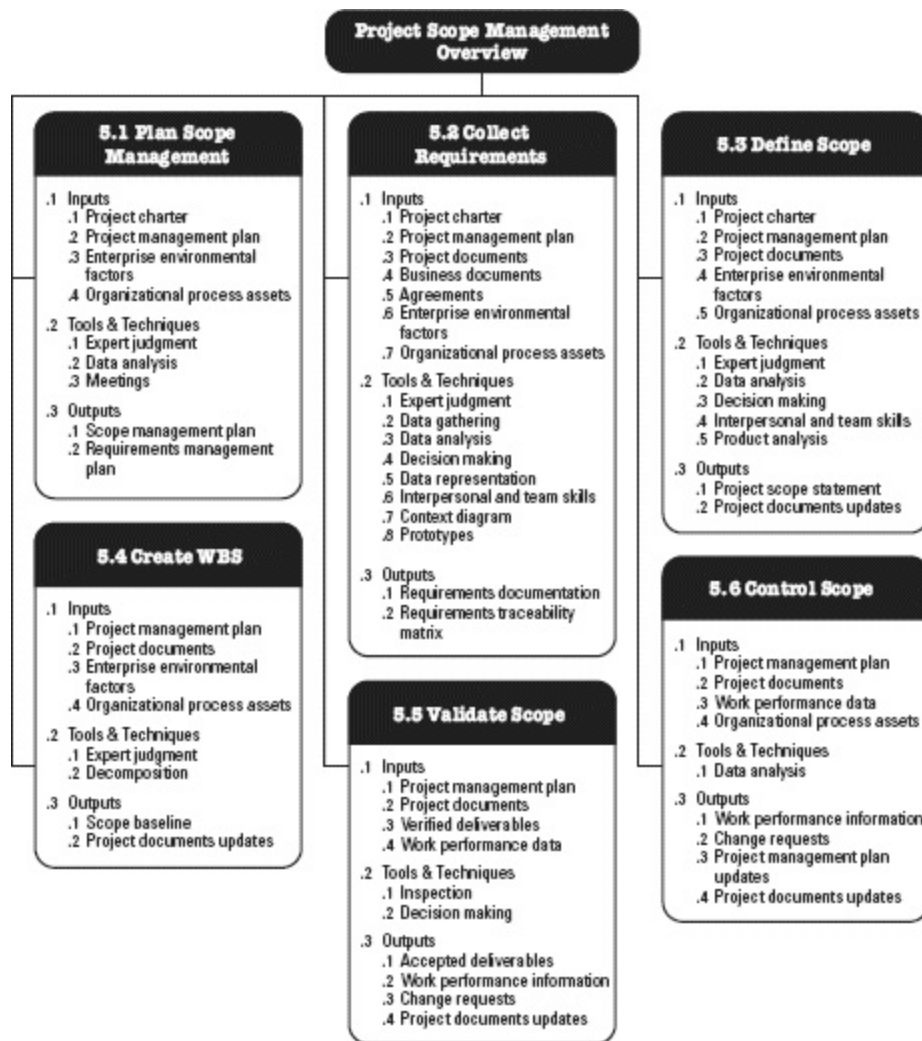 Project Scope Management
Overview
5.1 Plan Scope
Management
.1 Inputs
.1 Project charter
.2 Project management plan
.3 Enterprise environmental
factors
.4 Organizational process assets
.2 Tools & Techniques
.1 Expert judgment
.2 Data analysis
.3 Meetings
.3 Outputs
.1 Scope management plan
.2 Requirements management
plan
5.2 Collect
Requirements
.1 Inputs
.1 Project charter
.2 Project management plan
.3 Project documents
.4 Business documents
.5 Agreements
.6 Enterprise environmental
factors
.7 Organizational process assets
.2 Tools & Techniques
.1 Expert judgment
.2 Data gathering
.3 Data analysis
.4 Decision making
.5 Data representation
.6 Interpersonal and team skills
.7 Context diagram
.8 Prototypes
.3 Outputs
.1 Requirements documentation
.2 Requirements traceability
matrix
5.3 Define Scope
.1 Inputs
.1 Project charter
.2 Project management plan
.3 Project documents
.4 Enterprise environmental
factors
.5 Organizational process assets
.2 Tools & Techniques
.1 Expert judgment
.2 Data analysis
.3 Decision making
.4 Interpersonal and team skills
.5 Product analysis
.3 Outputs
.1 Project scope statement
.2 Project documents updates
5.4 Create WBS
.1 Inputs
.1 Project management plan
.2 Project documents
.3 Enterprise environmental
factors
.4 Organizational process assets
.2 Tools & Techniques
.1 Expert judgment
.2 Decomposition
.3 Outputs
.1 Scope baseline
.2 Project documents updates
5.5 Validate Scope
.1 Inputs
.1 Project management plan
.2 Project documents
.3 Verified deliverables
.4 Work performance data
.2 Tools & Techniques
.1 Inspection
.2 Decision making
.3 Outputs
.1 Accepted deliverables
.2 Work performance information
.3 Change requests
.4 Project documents updates
5.6 Control Scope
.1 Inputs
.1 Project management plan
.2 Project documents
.3 Work performance data
.4 Organizational process assets
.2 Tools & Techniques
.1 Data analysis
.3 Outputs
.1 Work performance information
.2 Change requests
.3 Project management plan
updates
.4 Project documents updates